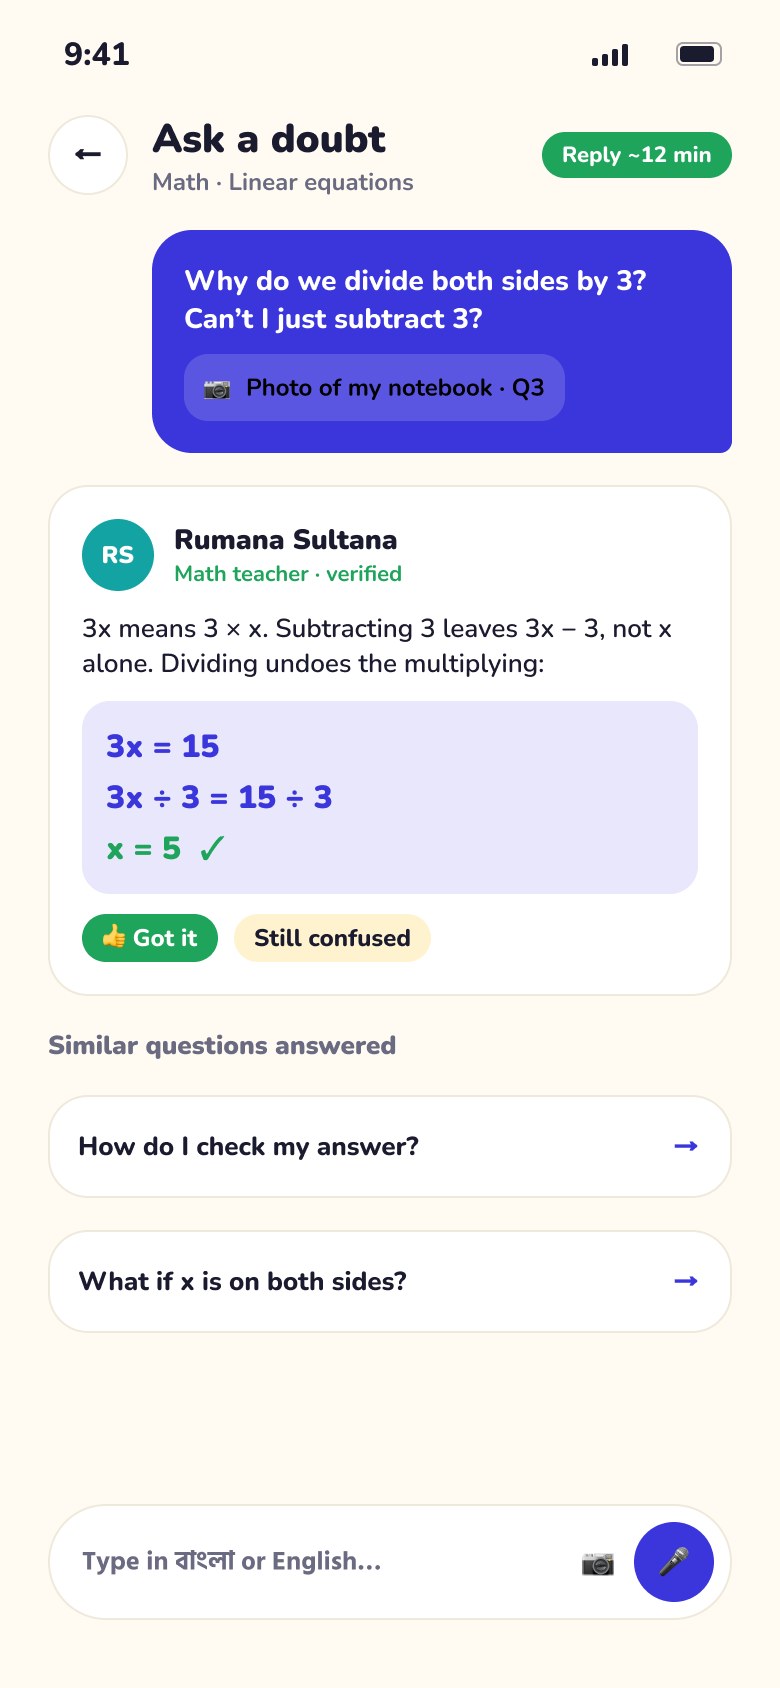 9:41
←
Ask a doubt
Math · Linear equations
Reply ~12 min
Why do we divide both sides by 3?
Can’t I just subtract 3?
📷 Photo of my notebook · Q3
RS
Rumana Sultana
Math teacher · verified
3x means 3 × x. Subtracting 3 leaves 3x − 3, not x
alone. Dividing undoes the multiplying:
3x = 15
3x ÷ 3 = 15 ÷ 3
x = 5 ✓
👍 Got it
Still confused
Similar questions answered
How do I check my answer? →
What if x is on both sides? →
Type in বাংলা or English...